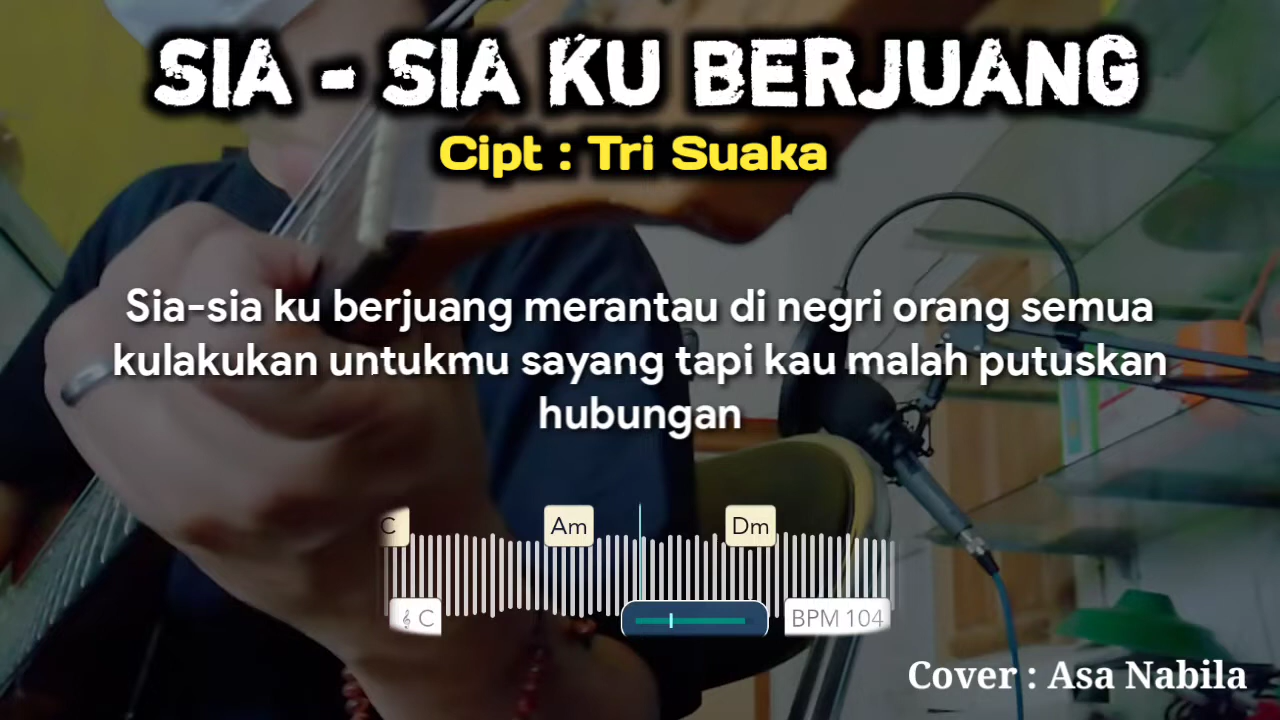 SIA - SIA KU BERJUANG
Cipt : Tri Suaka
Sia-sia ku berjuang merantau di negri orang semua
kulakukan untukmu sayang tapi kau malah putuskan
hubungan
C Am Dm
C BPM 104
Cover : Asa Nabila